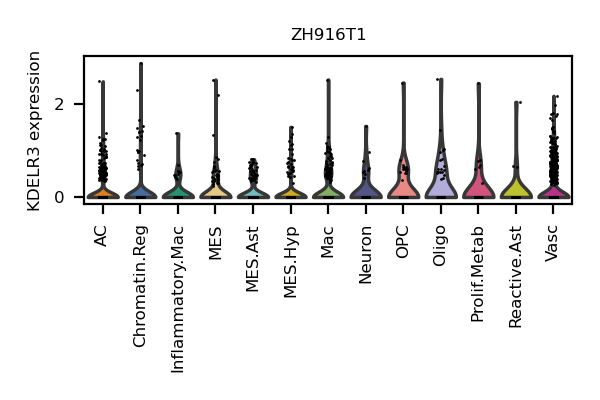 ZH916T1
KDELR3 expression
2
0
AC
Chromatin.Reg
Inflammatory.Mac
MES
MES.Ast
MES.Hyp
Mac
Neuron
OPC
Oligo
Prolif.Metab
Reactive.Ast
Vasc